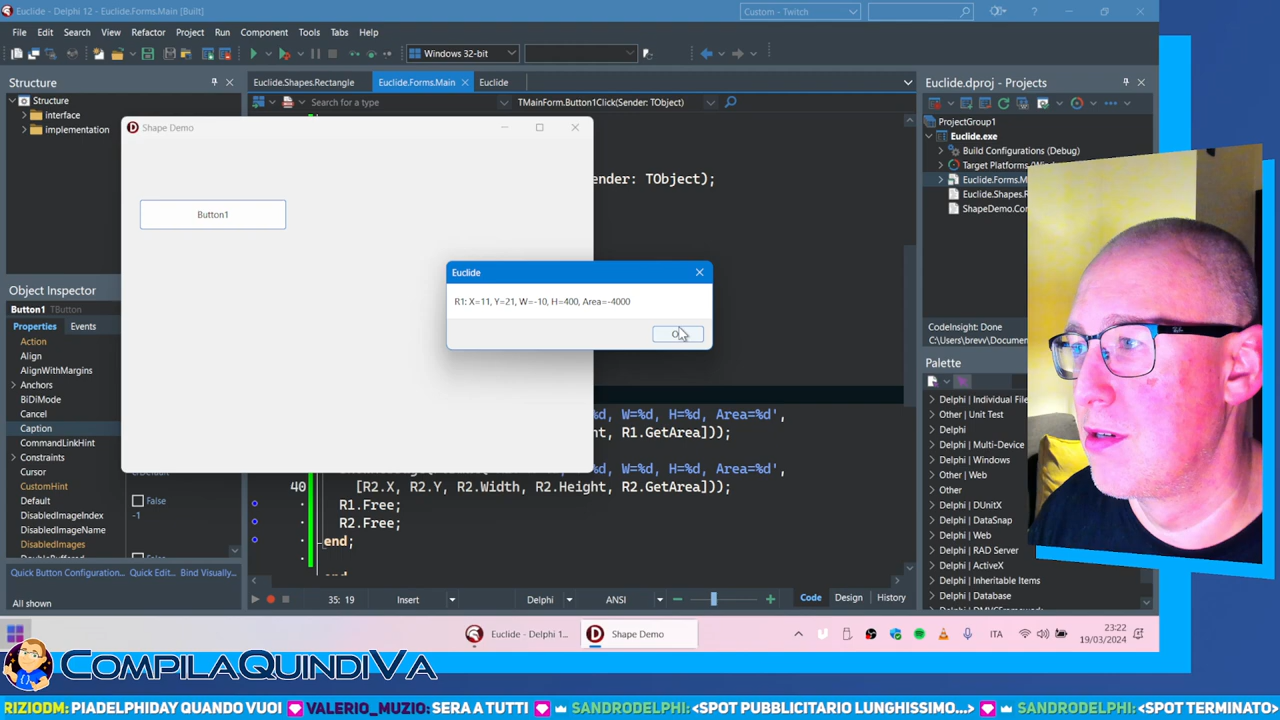 Euclide - Delphi 12 - Euclide.Forms.Main [Built]
Custom - Twitch
File Edit Search View Refactor Project Run Component Tools Tabs Help
Windows 32-bit
Structure
Structure
interface
implementation
Euclide.Shapes.Rectangle Euclide.Forms.Main Euclide
Search for a type
TMainForm.Button1Click(Sender: TObject)
Euclide.dproj - Projects
ProjectGroup1
Euclide.exe
Build Configurations (Debug)
Target Platforms
Euclide.Forms.M
Euclide.Shapes.R
ShapeDemo.Co
Shape Demo
Button1
ender: TObject);
Euclide
R1: X=11, Y=21, W=-10, H=400, Area=-4000
%d, W=%d, H=%d, Area=%d',
ht, R1.GetArea]));
%d, W=%d, H=%d, Area=%d',
40 [R2.X, R2.Y, R2.Width, R2.Height, R2.GetArea]));
R1.Free;
R2.Free;
end;
Object Inspector
Button1 TButton
Properties Events
Action
Align
AlignWithMargins
Anchors
BiDiMode
Cancel
Caption
CommandLinkHint
Constraints
Cursor
CustomHint
Default False
DisabledImageIndex -1
DisabledImageName
DisabledImages
Quick Button Configuration... Quick Edit... Bind Visually...
All shown
35: 19 Insert Delphi ANSI Code Design History
CodeInsight: Done
C:\Users\brevv\Documen
Palette
Delphi | Individual File
Other | Unit Test
Delphi
Delphi | Multi-Device
Delphi | Windows
Other | Web
Other
Delphi | DUnitX
Delphi | DataSnap
Delphi | Web
Delphi | RAD Server
Delphi | ActiveX
Delphi | Inheritable Items
Delphi | Database
Euclide - Delphi 1... Shape Demo
ITA
23:22
19/03/2024
CompilaQuindiVa
RIZIODM: PIADELPHIDAY QUANDO VUOI VALERIO_MUZIO: SERA A TUTTI SANDRODELPHI: <SPOT PUBBLICITARIO LUNGHISSIMO...> SANDRODELPHI: <SPOT TERMINATO>